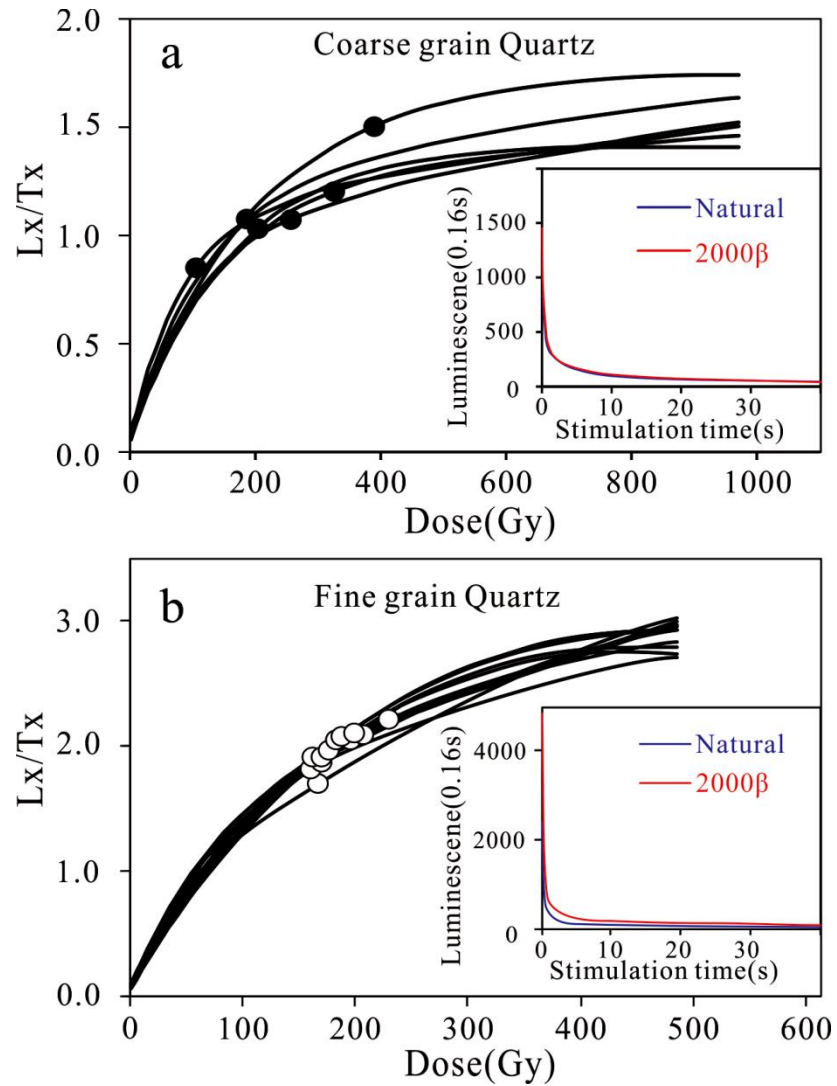 a
Coarse grain Quartz
2.0
1.5
1.0
0.5
0.0
Lx/Tx
0
200
400
600
800
1000
Dose(Gy)
Natural
2000β
1500
1000
500
0
Luminescene(0.16s)
0
10
20
30
Stimulation time(s)
b
Fine grain Quartz
3.0
2.0
1.0
0.0
Lx/Tx
0
100
200
300
400
500
600
Dose(Gy)
Natural
2000β
4000
2000
0
Luminescene(0.16s)
0
10
20
30
Stimulation time(s)